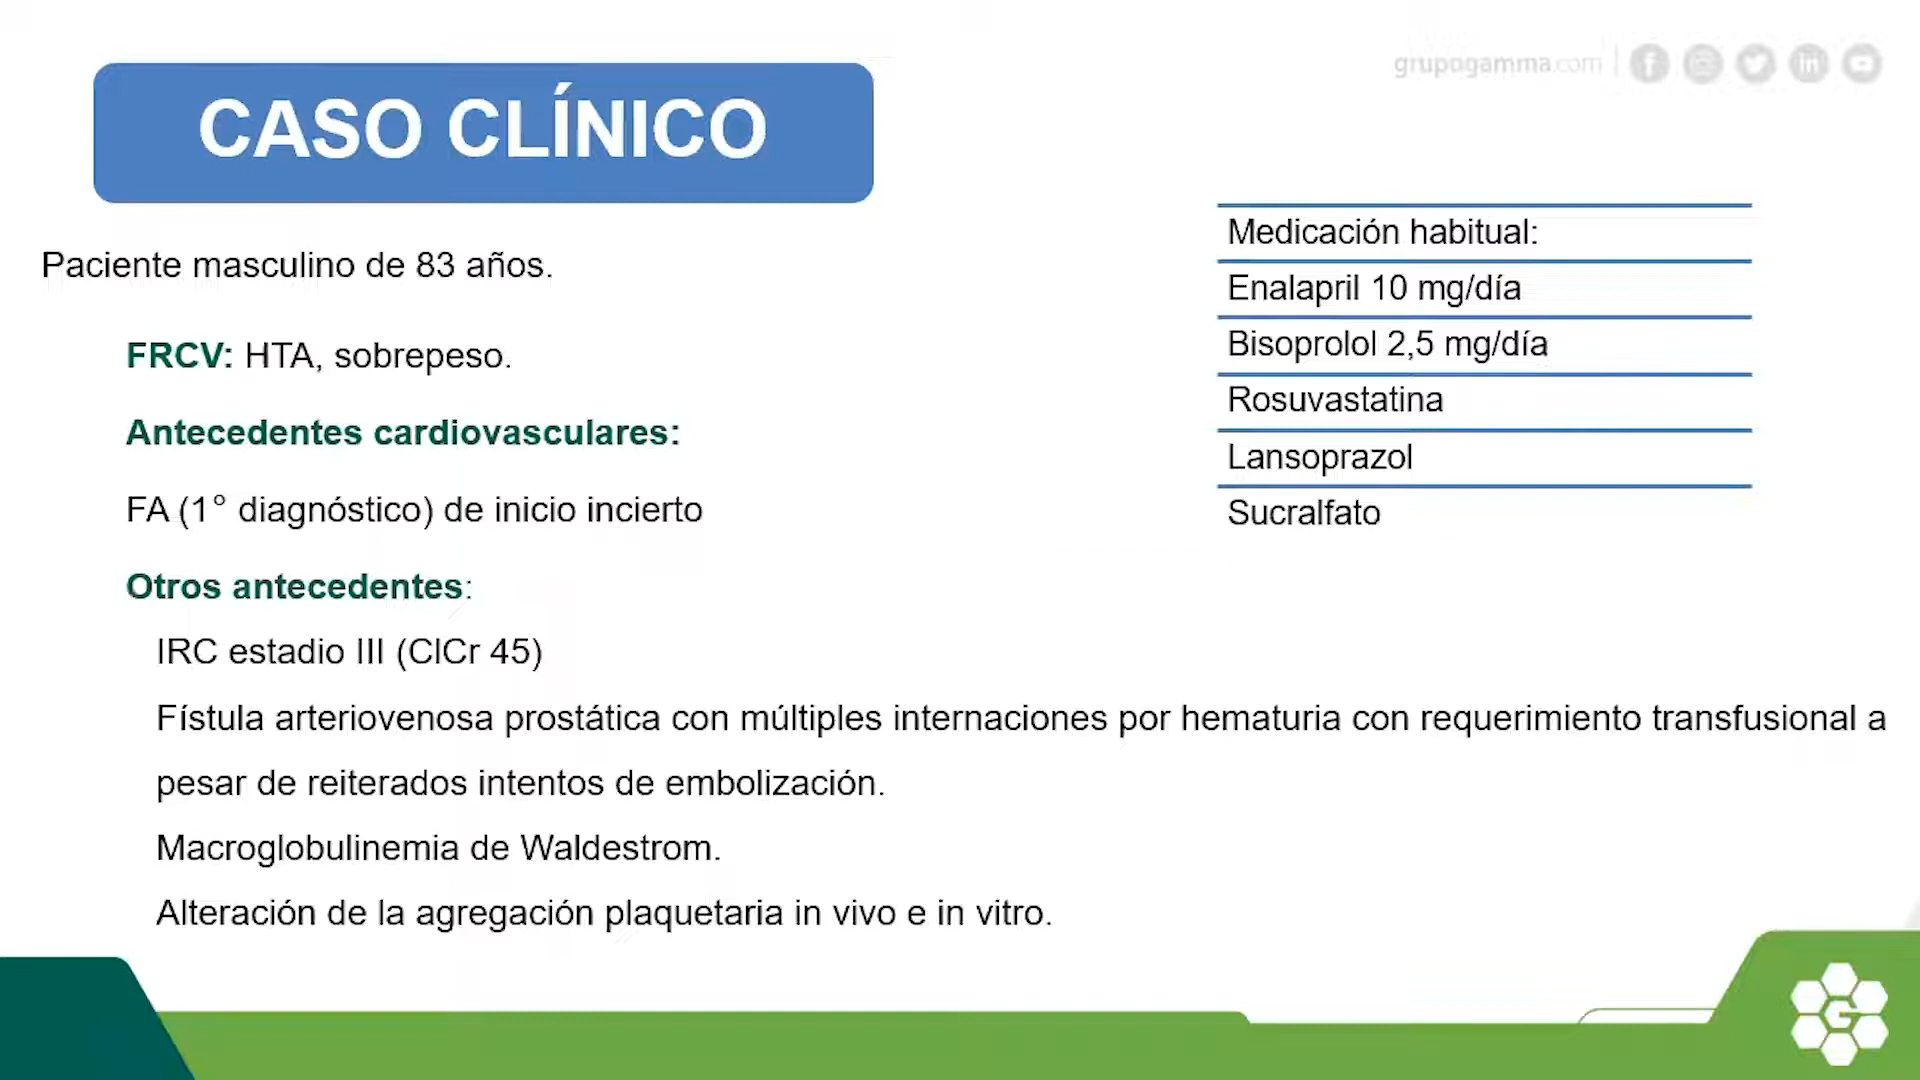 grupogamma.com
CASO CLÍNICO
Paciente masculino de 83 años.
FRCV: HTA, sobrepeso.
Antecedentes cardiovasculares:
FA (1° diagnóstico) de inicio incierto
Otros antecedentes:
IRC estadio III (ClCr 45)
Fístula arteriovenosa prostática con múltiples internaciones por hematuria con requerimiento transfusional a
pesar de reiterados intentos de embolización.
Macroglobulinemia de Waldestrom.
Alteración de la agregación plaquetaria in vivo e in vitro.
Medicación habitual:
Enalapril 10 mg/día
Bisoprolol 2,5 mg/día
Rosuvastatina
Lansoprazol
Sucralfato